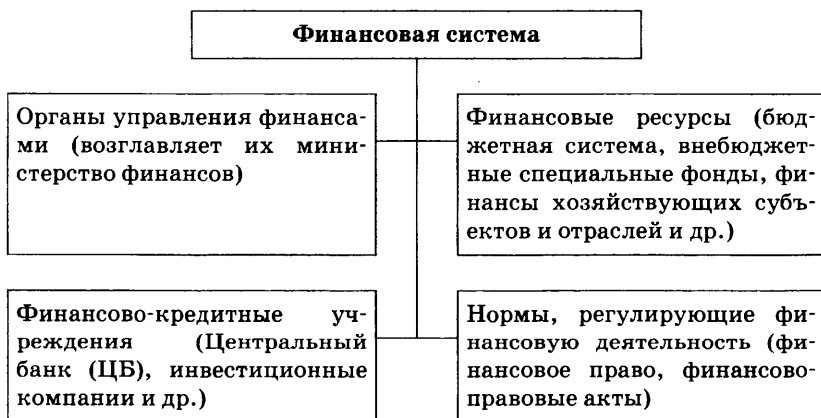 Финансовая система
Органы управления финанса-
ми (возглавляет их мини-
стерство финансов)
Финансовые ресурсы (бюд-
жетная система, внебюджет-
ные специальные фонды, фи-
нансы хозяйствующих субъ-
ектов и отраслей и др.)
Финансово-кредитные уч-
реждения (Центральный
банк (ЦБ), инвестиционные
компании и др.)
Нормы, регулирующие фи-
нансовую деятельность (фи-
нансовое право, финансово-
правовые акты)